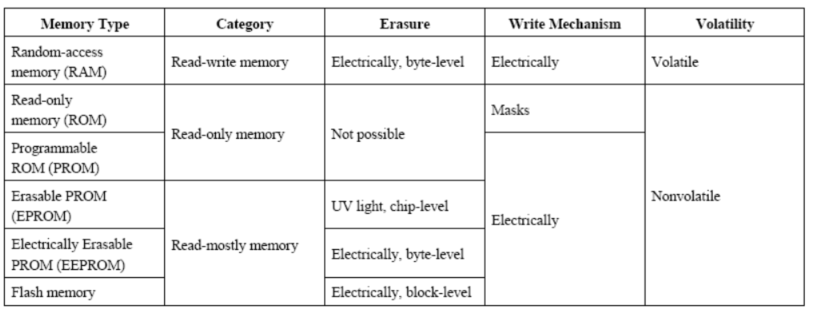 Memory Type Category Erasure Write Mechanism Volatility
Random-access
memory (RAM)
Read-write memory
Electrically, byte-level
Electrically
Volatile
Read-only
memory (ROM)
Read-only memory
Not possible
Masks
Nonvolatile
Programmable
ROM (PROM)
Electrically
Erasable PROM
(EPROM)
Read-mostly memory
UV light, chip-level
Electrically Erasable
PROM (EEPROM)
Electrically, byte-level
Flash memory
Electrically, block-level